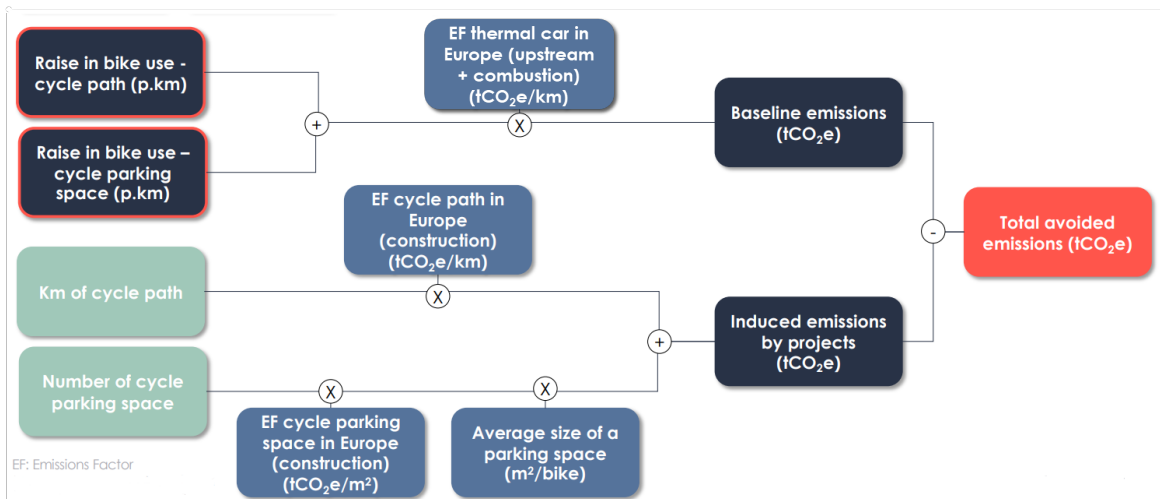 Raise in bike use -
cycle path (p.km)
EF thermal car in
Europe (upstream
+ combustion)
(tCO₂e/km)
+
X
Baseline emissions
(tCO₂e)
Raise in bike use –
cycle parking
space (p.km)
EF cycle path in
Europe
(construction)
(tCO₂e/km)
-
Total avoided
emissions (tCO₂e)
Km of cycle path
X
+
Induced emissions
by projects
(tCO₂e)
Number of cycle
parking space
X
X
EF cycle parking
space in Europe
(construction)
(tCO₂e/m²)
Average size of a
parking space
(m²/bike)
EF: Emissions Factor